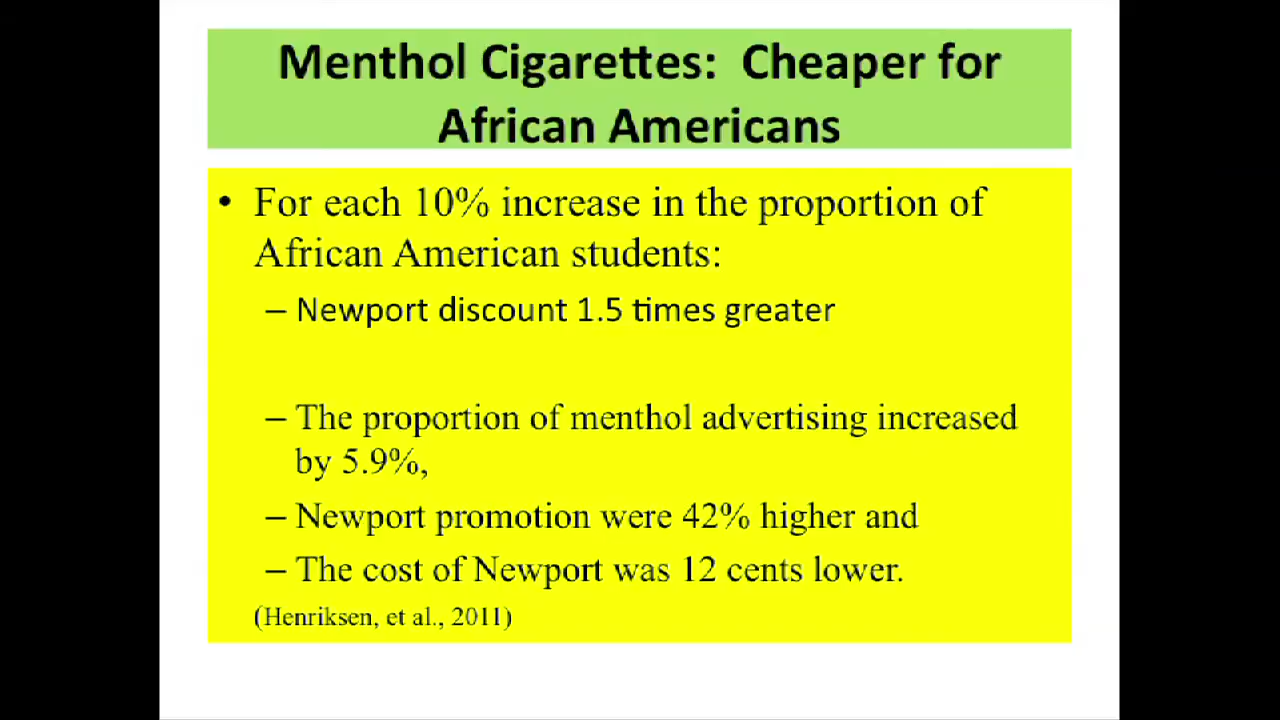 Menthol Cigarettes: Cheaper for
African Americans
• For each 10% increase in the proportion of
African American students:
– Newport discount 1.5 times greater
– The proportion of menthol advertising increased
by 5.9%,
– Newport promotion were 42% higher and
– The cost of Newport was 12 cents lower.
(Henriksen, et al., 2011)